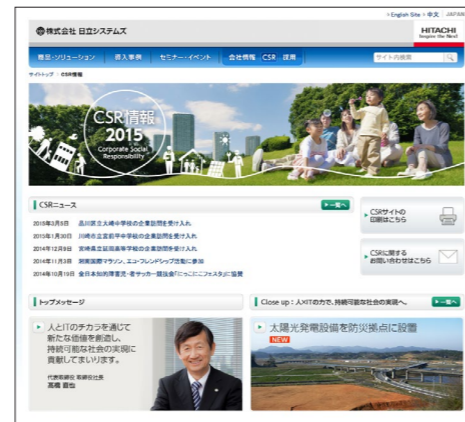 English Site 中文 JAPAN
株式会社 日立システムズ
HITACHI
Inspire the Next
商品・ソリューション 導入事例 セミナー・イベント 会社情報 CSR 採用
サイト内検索
サイトトップ > CSR情報
CSR情報
2015
Corporate Social
Responsibility
CSRニュース
一覧へ
2015年3月5日 品川区立大崎中学校の企業訪問を受け入れ
2015年1月30日 川崎市立宮前平中学校の企業訪問を受け入れ
2014年12月9日 宮崎県立延岡高等学校の企業訪問を受け入れ
2014年11月3日 湘南国際マラソン、エコ・フレンドシップ活動に参加
2014年10月19日 全日本知的障害児・者サッカー競技会「にっこにこフェスタ」に協賛
CSRサイトの
印刷はこちら
CSRに関する
お問い合わせはこちら
トップメッセージ
人とITのチカラを通じて
新たな価値を創造し、
持続可能な社会の実現に
貢献してまいります。
代表取締役 取締役社長
高橋 直也
Close up：人×ITの力で、持続可能な社会の実現へ。
一覧へ
太陽光発電設備を防災拠点に設置
NEW